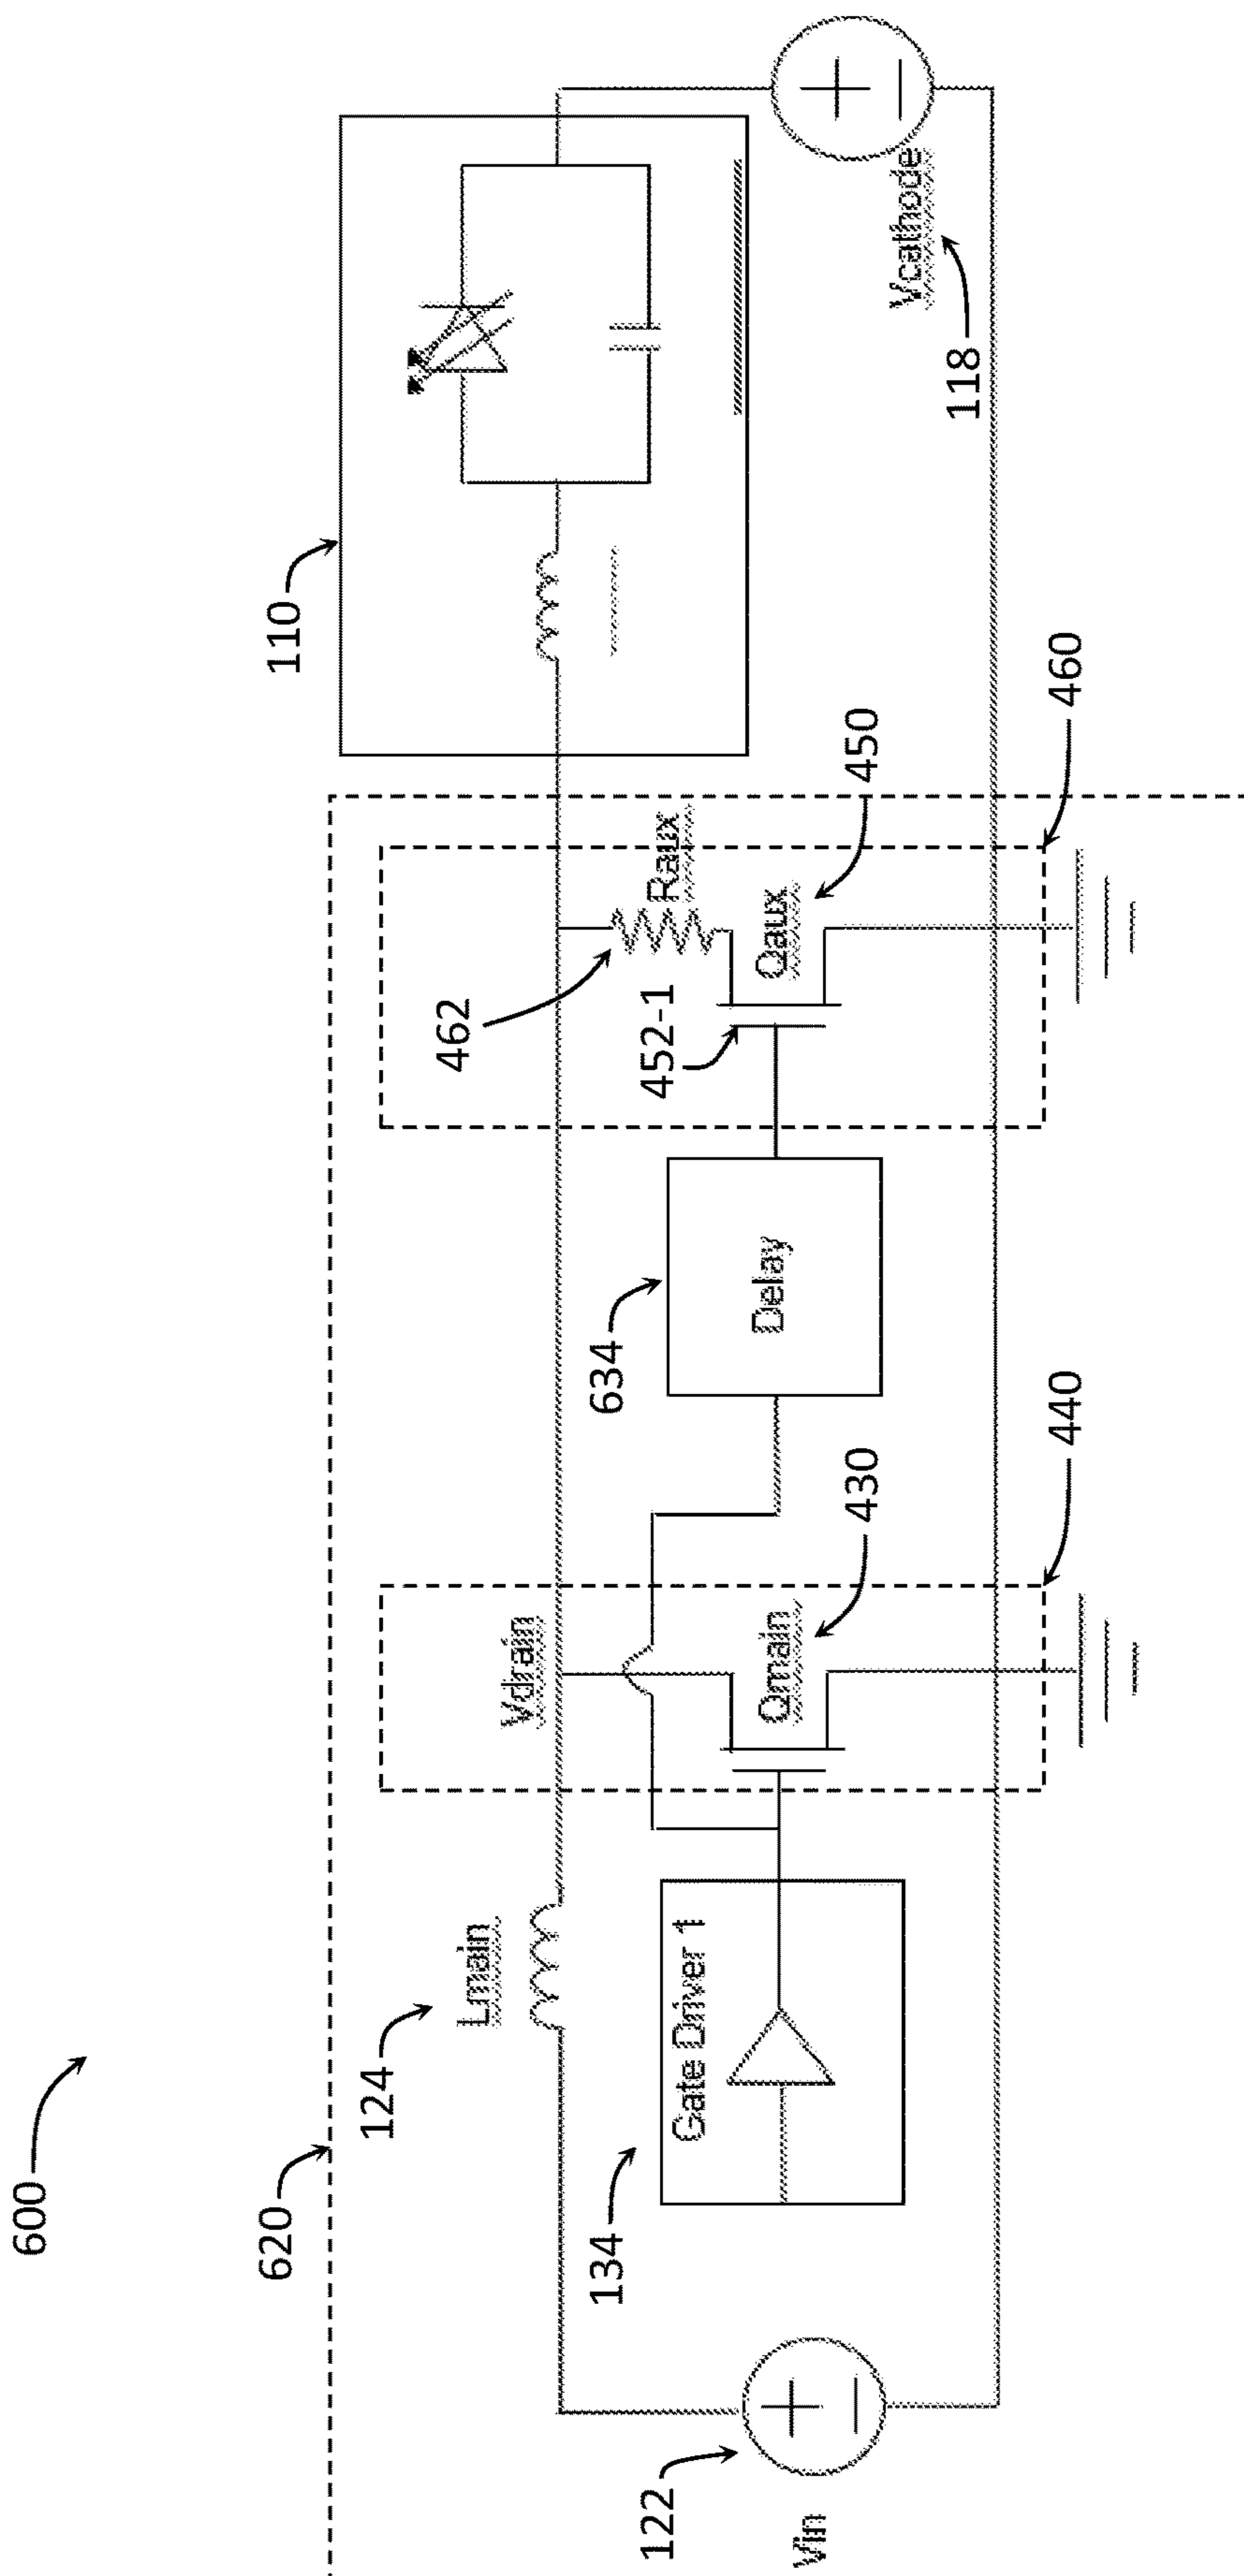 600
620
124
Lmain
Vdrain
110
462
Raux
452-1
Qaux
450
460
634
Delay
Qmain
430
440
134
Gate Driver 1
122
Vin
Vcathode
118